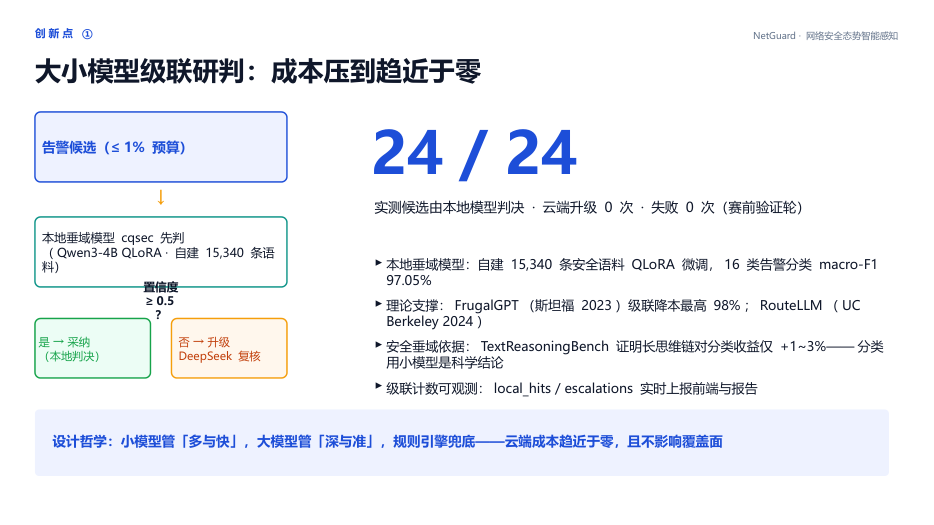 创新点 ①
NetGuard · 网络安全态势智能感知
大小模型级联研判：成本压到趋近于零
告警候选（≤ 1% 预算）
↓
本地垂域模型 cqsec 先判
（ Qwen3-4B QLoRA · 自建 15,340 条语
料）
置信度
≥ 0.5
?
是 → 采纳
（本地判决）
否 → 升级
DeepSeek 复核
24 / 24
实测候选由本地模型判决 · 云端升级 0 次 · 失败 0 次（赛前验证轮）
▸ 本地垂域模型：自建 15,340 条安全语料 QLoRA 微调， 16 类告警分类 macro-F1
97.05%
▸ 理论支撑： FrugalGPT （斯坦福 2023 ）级联降本最高 98% ； RouteLLM （ UC
Berkeley 2024 ）
▸ 安全垂域依据： TextReasoningBench 证明长思维链对分类收益仅 +1~3%—— 分类
用小模型是科学结论
▸ 级联计数可观测： local_hits / escalations 实时上报前端与报告
设计哲学：小模型管「多与快」，大模型管「深与准」，规则引擎兜底——云端成本趋近于零，且不影响覆盖面